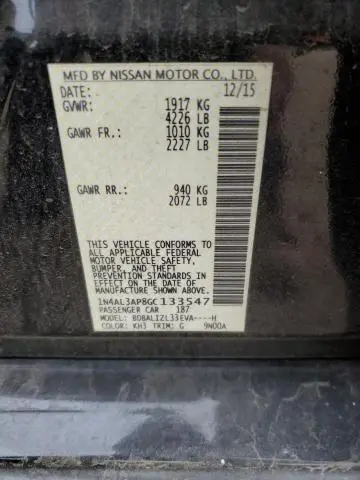 MFD BY NISSAN MOTOR CO., LTD.
DATE: 12/15
GVWR: 1917 KG
4226 LB
GAWR FR.: 1010 KG
2227 LB
GAWR RR.: 940 KG
2072 LB
THIS VEHICLE CONFORMS TO
ALL APPLICABLE FEDERAL
MOTOR VEHICLE SAFETY,
BUMPER, AND THEFT
PREVENTION STANDARDS IN
EFFECT ON THE DATE OF
MANUFACTURE SHOWN ABOVE.
1N4AL3AP8GC133547
PASSENGER CAR 187
MODEL: BDBALIZL33EVA----H
COLOR: KH3 TRIM: G 9N00A